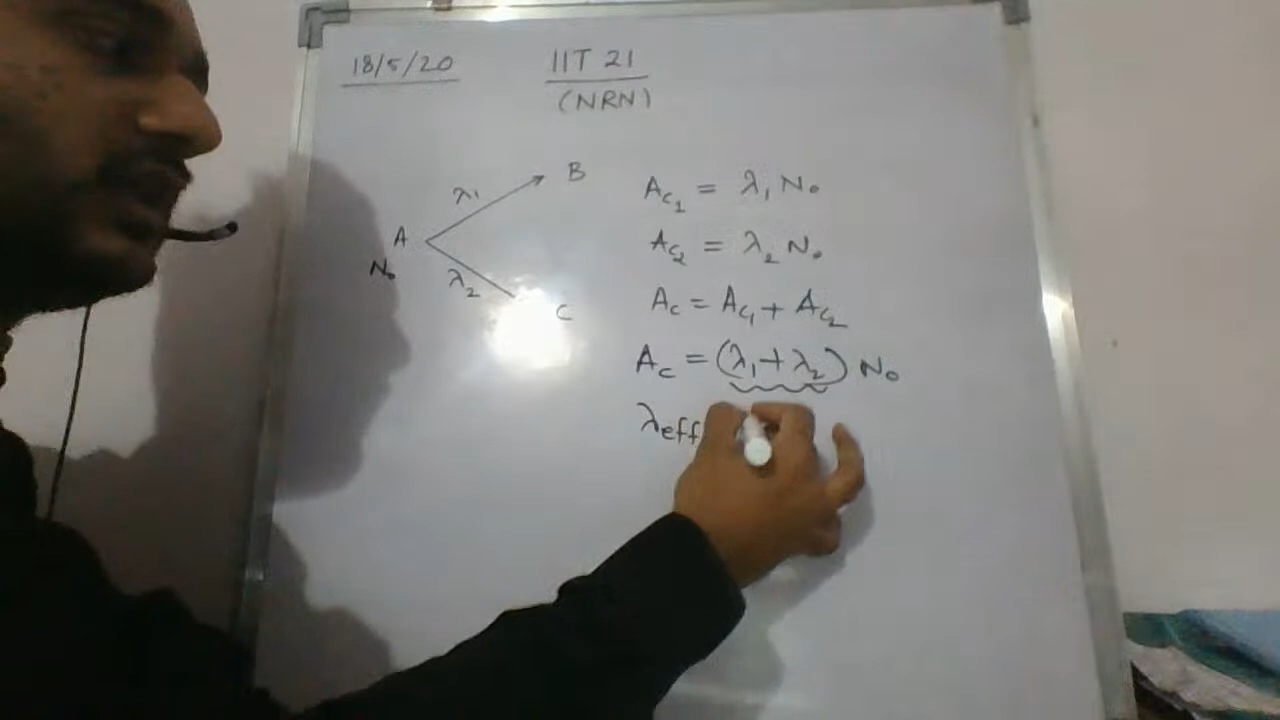 18/5/20 IIT 21
(NRN)
λ₁ B
A
N₀
λ₂
C
A_C₁ = λ₁ N₀
A_C₂ = λ₂ N₀
A_C = A_C₁ + A_C₂
A_C = (λ₁+λ₂) N₀
λeff